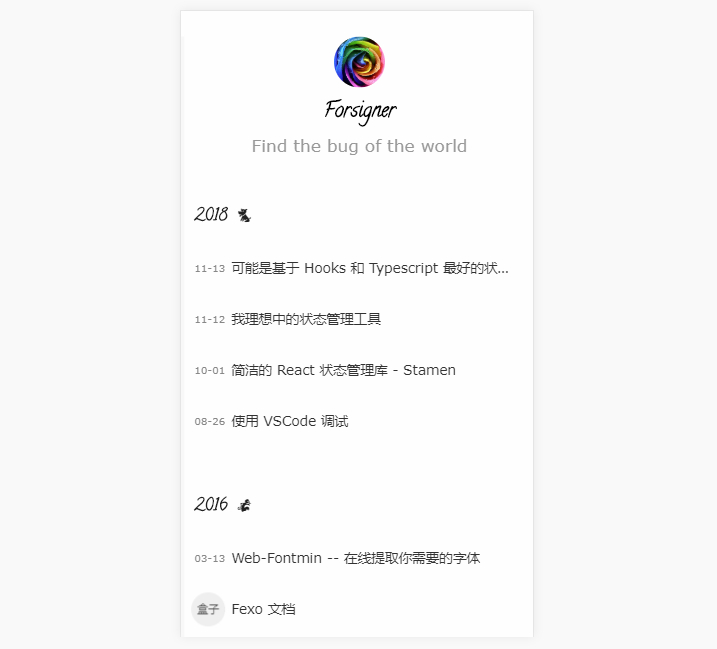 Forsigner
Find the bug of the world
2018
11-13 可能是基于 Hooks 和 Typescript 最好的状...
11-12 我理想中的状态管理工具
10-01 简洁的 React 状态管理库 - Stamen
08-26 使用 VSCode 调试
2016
03-13 Web-Fontmin -- 在线提取你需要的字体
盒子 Fexo 文档